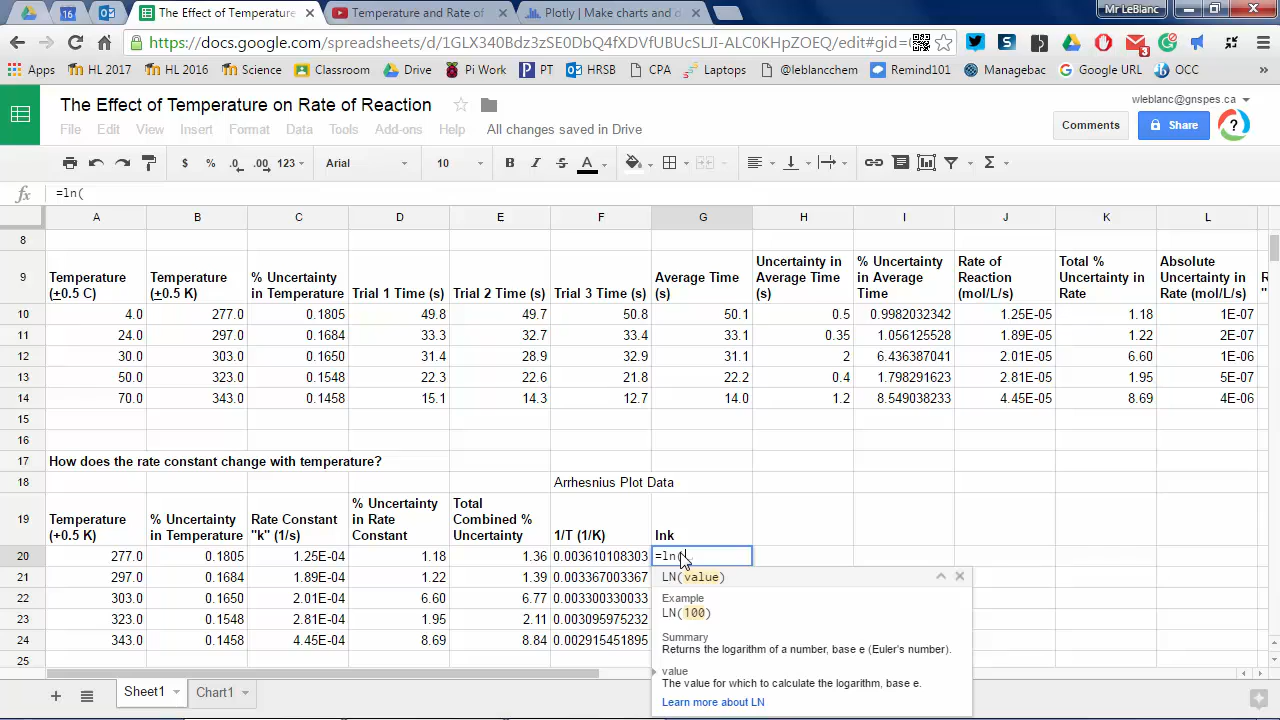 Mr LeBlanc
The Effect of Temperature
Temperature and Rate of
Plotly | Make charts and d
https://docs.google.com/spreadsheets/d/
Apps HL 2017 HL 2016 Science Classroom Drive Pi Work PT HRSB CPA Laptops @leblancchem Remind101 Managebac Google URL OCC
The Effect of Temperature on Rate of Reaction
wleblanc@gnspes.ca
File Edit View Insert Format Data Tools Add-ons Help All changes saved in Drive
Comments Share
$ % .0 .00 123 Arial 10 B I S A
=ln(
A B C D E F G H I J K L
8
9 Temperature (±0.5 C) Temperature (±0.5 K) % Uncertainty in Temperature Trial 1 Time (s) Trial 2 Time (s) Trial 3 Time (s) Average Time (s) Uncertainty in Average Time (s) % Uncertainty in Average Time Rate of Reaction (mol/L/s) Total % Uncertainty in Rate Absolute Uncertainty in Rate (mol/L/s)
10 4.0 277.0 0.1805 49.8 49.7 50.8 50.1 0.5 0.9982032342 1.25E-05 1.18 1E-07
11 24.0 297.0 0.1684 33.3 32.7 33.4 33.1 0.35 1.056125528 1.89E-05 1.22 2E-07
12 30.0 303.0 0.1650 31.4 28.9 32.9 31.1 2 6.436387041 2.01E-05 6.60 1E-06
13 50.0 323.0 0.1548 22.3 22.6 21.8 22.2 0.4 1.798291623 2.81E-05 1.95 5E-07
14 70.0 343.0 0.1458 15.1 14.3 12.7 14.0 1.2 8.549038233 4.45E-05 8.69 4E-06
15
16
17 How does the rate constant change with temperature?
18 Arrhesnius Plot Data
19 Temperature (+0.5 K) % Uncertainty in Temperature Rate Constant "k" (1/s) % Uncertainty in Rate Constant Total Combined % Uncertainty 1/T (1/K) lnk
20 277.0 0.1805 1.25E-04 1.18 1.36 0.003610108303 =ln(
21 297.0 0.1684 1.89E-04 1.22 1.39 0.003367003367
22 303.0 0.1650 2.01E-04 6.60 6.77 0.003300330033
23 323.0 0.1548 2.81E-04 1.95 2.11 0.003095975232
24 343.0 0.1458 4.45E-04 8.69 8.84 0.002915451895
25
LN(value)
Example
LN(100)
Summary
Returns the logarithm of a number, base e (Euler's number).
value
The value for which to calculate the logarithm, base e.
Learn more about LN
Sheet1 Chart1